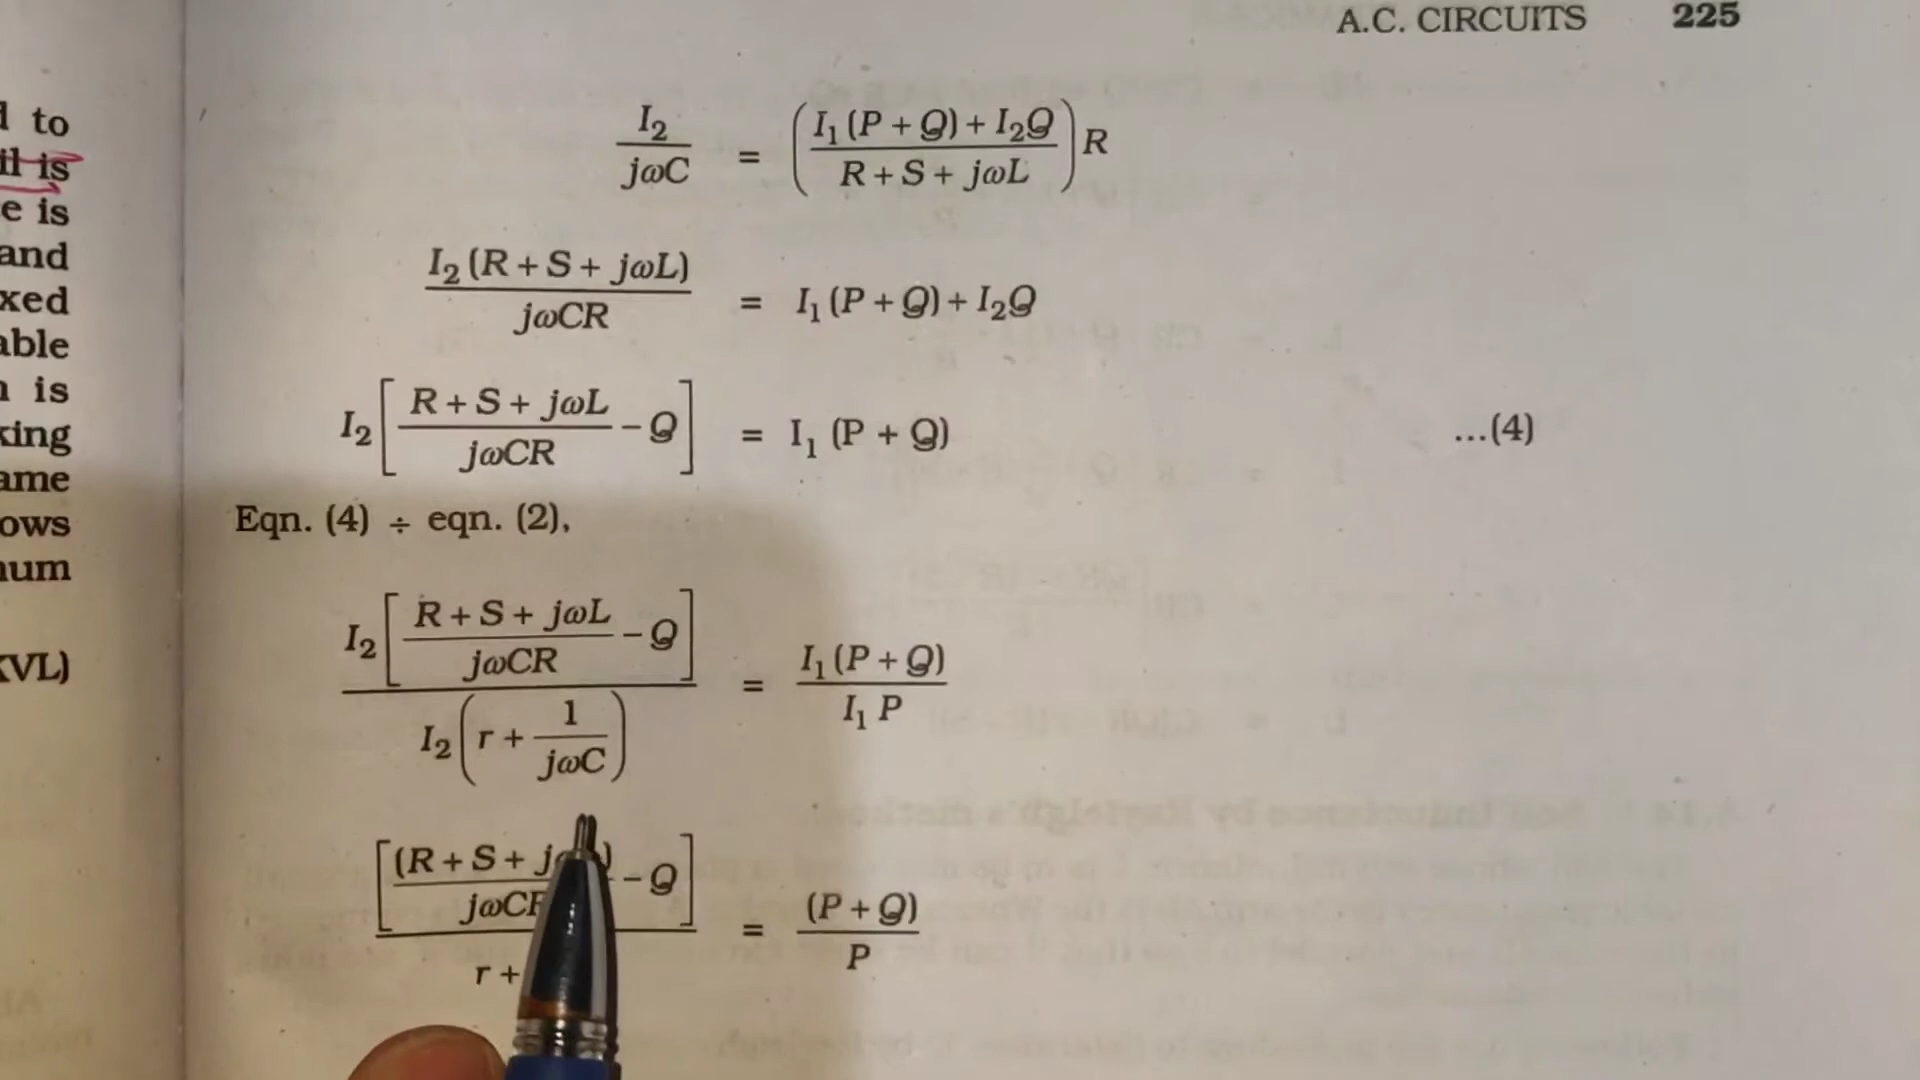 A.C. CIRCUITS 225
to
il is
e is
and
xed
able
is
king
ame
ows
num
KVL)
I₂/jωC = (I₁ (P + Q) + I₂Q / R + S + jωL) R
I₂ (R + S + jωL)/jωCR = I₁ (P + Q) + I₂Q
I₂ [R + S + jωL/jωCR − Q] = I₁ (P + Q) ...(4)
Eqn. (4) ÷ eqn. (2),
I₂ [R + S + jωL/jωCR − Q] / I₂ (r + 1/jωC) = I₁ (P + Q)/I₁ P
[(R + S + j)/jωC − Q] / r + = (P + Q)/P